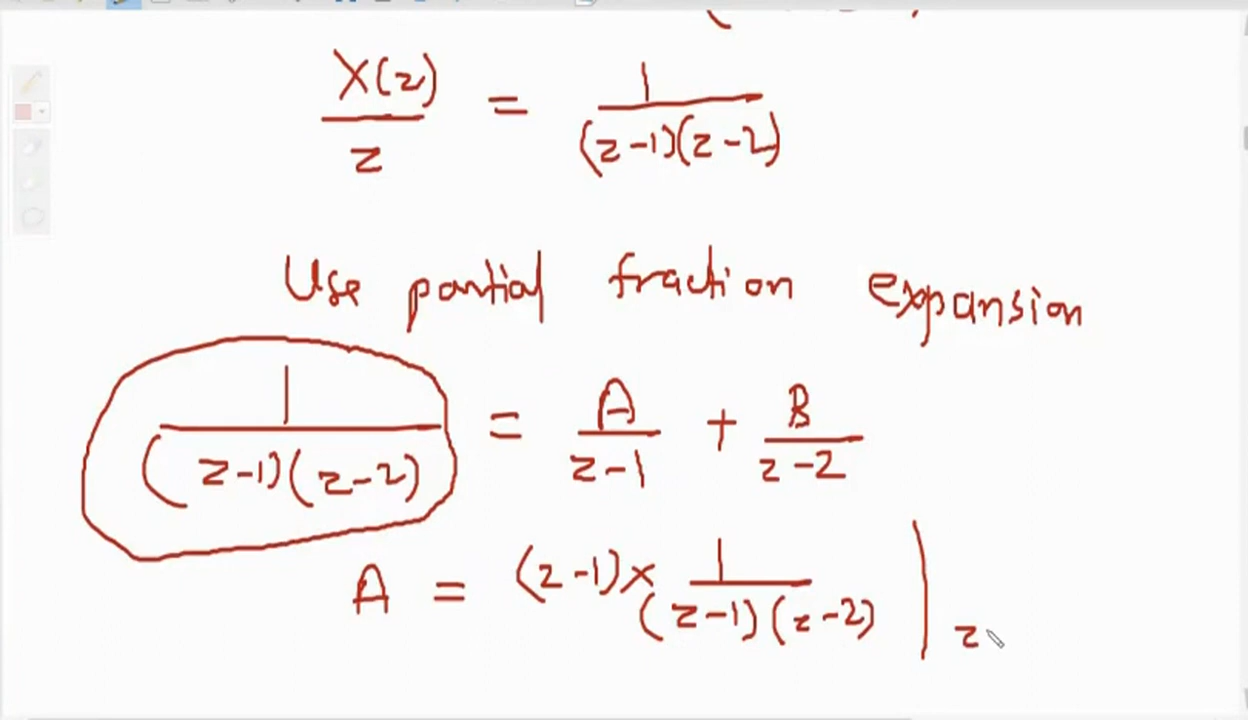 X(z)/z = 1/((z-1)(z-2))
Use partial fraction expansion
1/((z-1)(z-2)) = A/(z-1) + B/(z-2)
A = (z-1) × 1/((z-1)(z-2)) | z